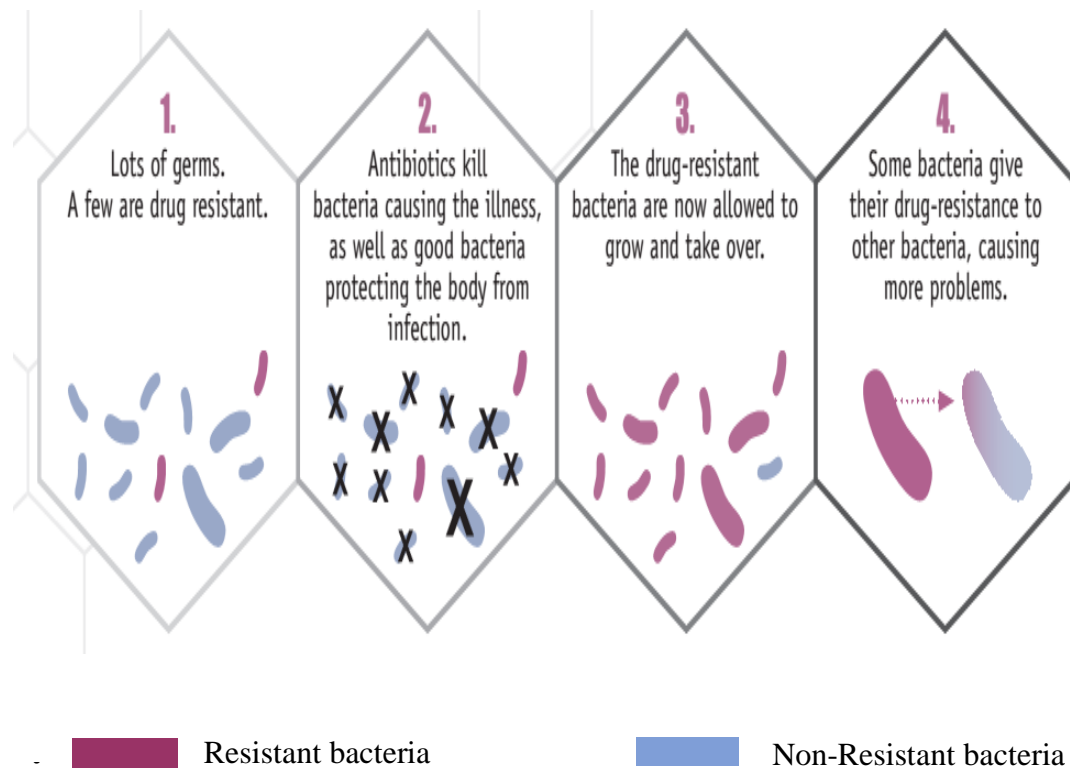 1.
Lots of germs.
A few are drug resistant.
2.
Antibiotics kill
bacteria causing the illness,
as well as good bacteria
protecting the body from
infection.
X X X X X X X X X X
3.
The drug-resistant
bacteria are now allowed to
grow and take over.
4.
Some bacteria give
their drug-resistance to
other bacteria, causing
more problems.
Resistant bacteria
Non-Resistant bacteria